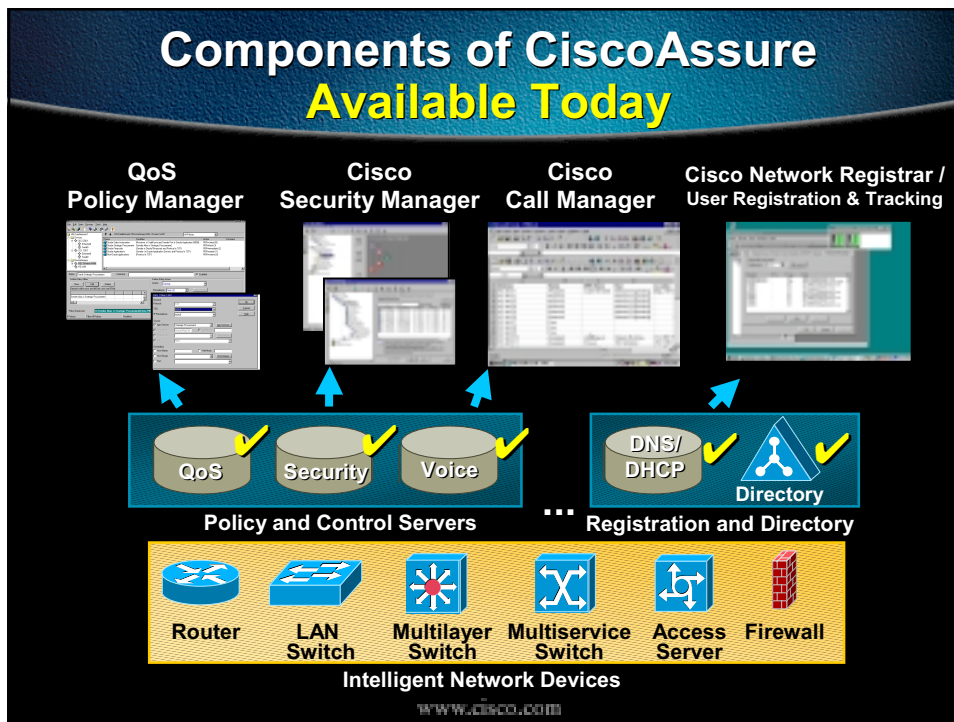 Components of CiscoAssure
Available Today
QoS
Policy Manager
Cisco
Security Manager
Cisco
Call Manager
Cisco Network Registrar /
User Registration & Tracking
QoS
Security
Voice
DNS/
DHCP
Directory
Policy and Control Servers
...
Registration and Directory
Router
LAN
Switch
Multilayer
Switch
Multiservice
Switch
Access
Server
Firewall
Intelligent Network Devices
www.cisco.com